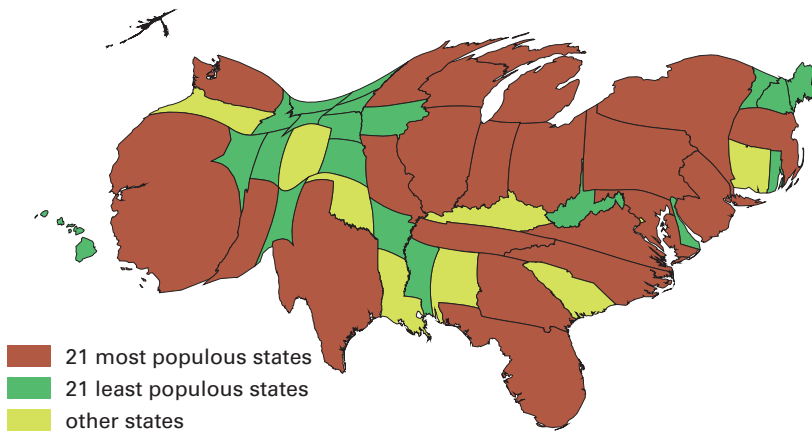 21 most populous states
21 least populous states
other states